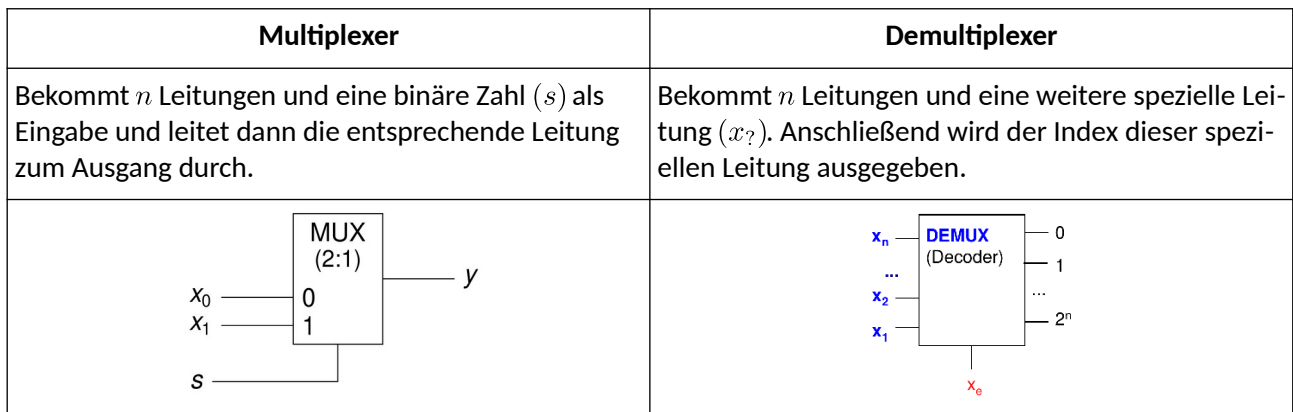 Multiplexer
Demultiplexer
Bekommt n Leitungen und eine binäre Zahl (s) als
Eingabe und leitet dann die entsprechende Leitung
zum Ausgang durch.
Bekommt n Leitungen und eine weitere spezielle Lei-
tung (x?). Anschließend wird der Index dieser spezi-
ellen Leitung ausgegeben.
MUX
(2:1)
x0
0
x1
1
y
s
xn
DEMUX
0
(Decoder)
1
...
...
x2
2ⁿ
x1
xe